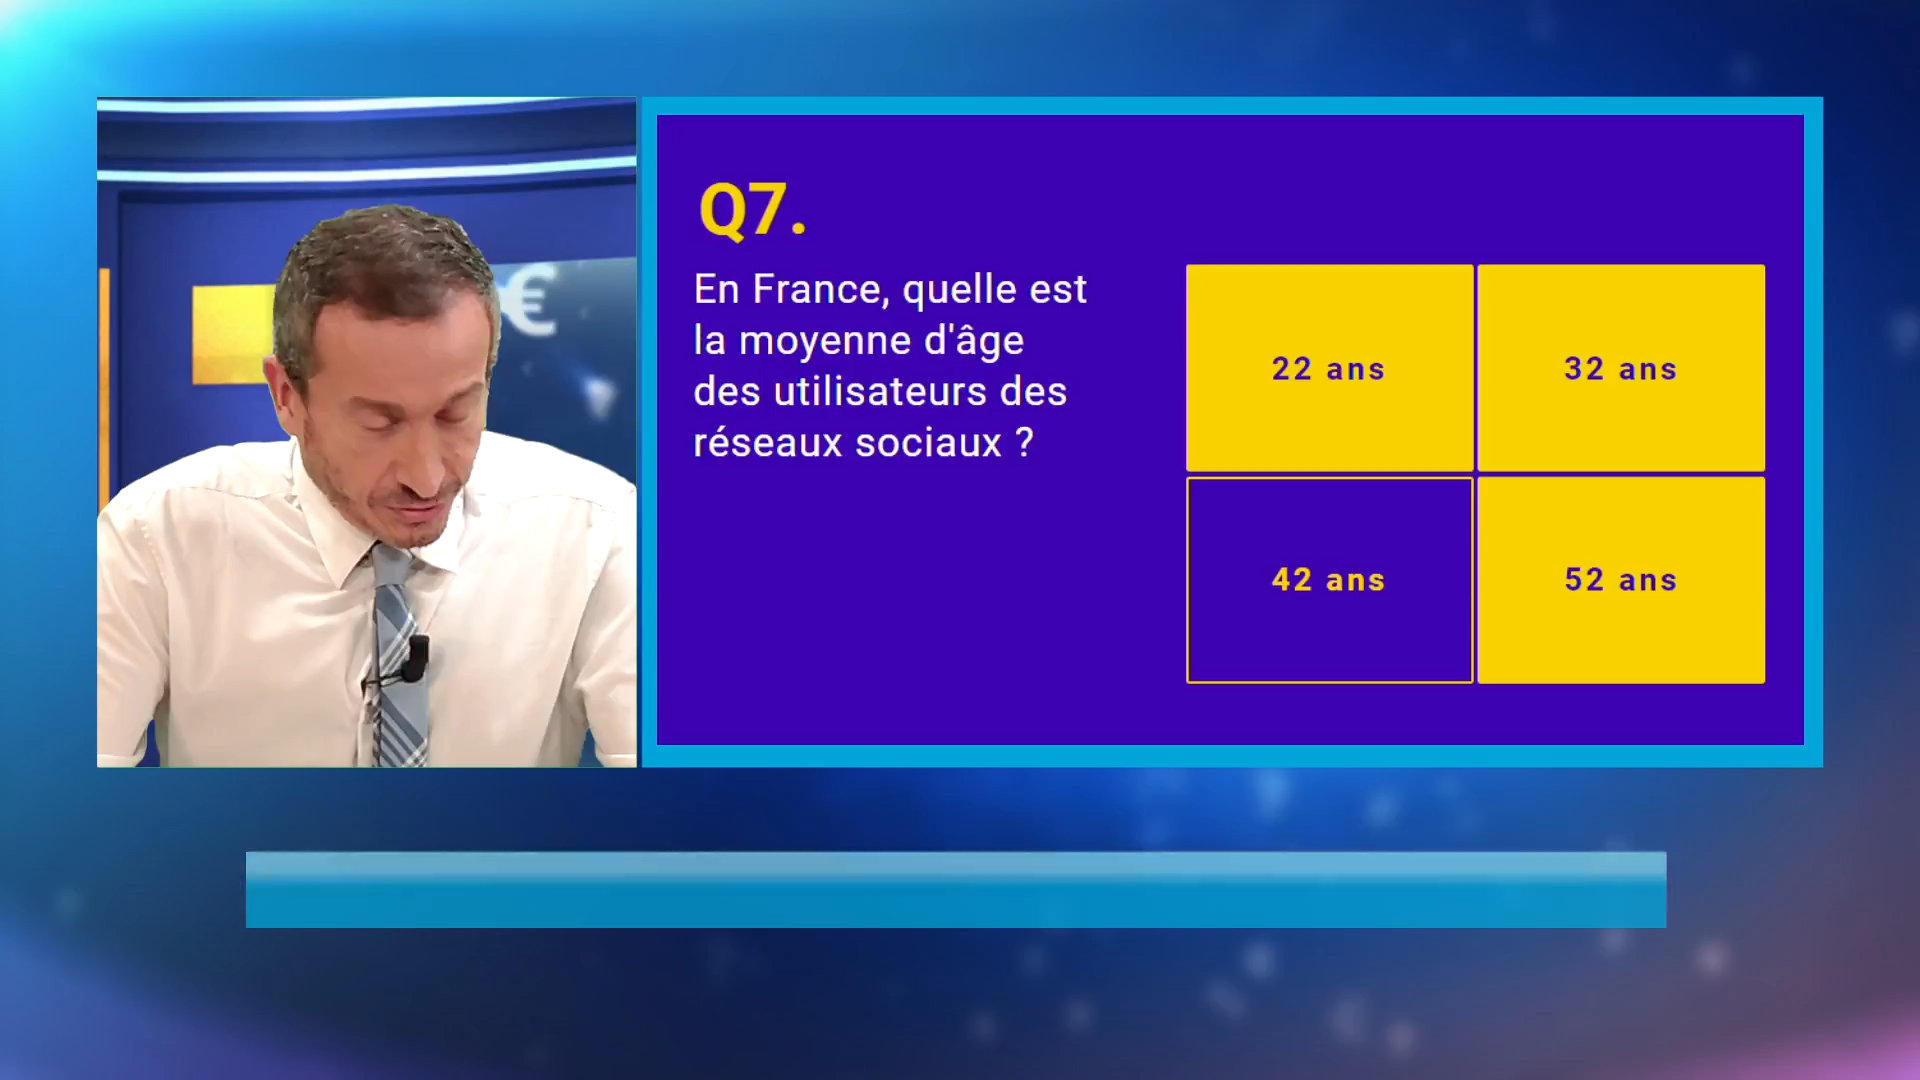 €
Q7.
En France, quelle est
la moyenne d'âge
des utilisateurs des
réseaux sociaux ?
22 ans
32 ans
42 ans
52 ans